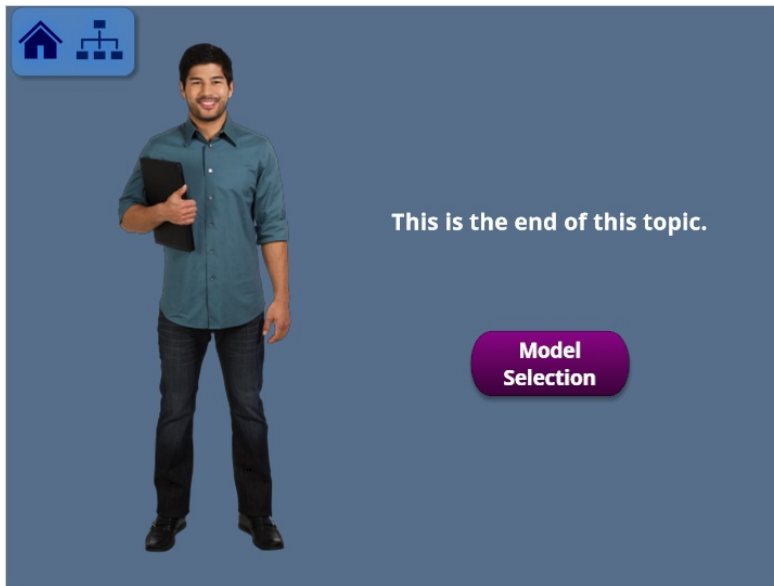 This is the end of this topic.
Model
Selection